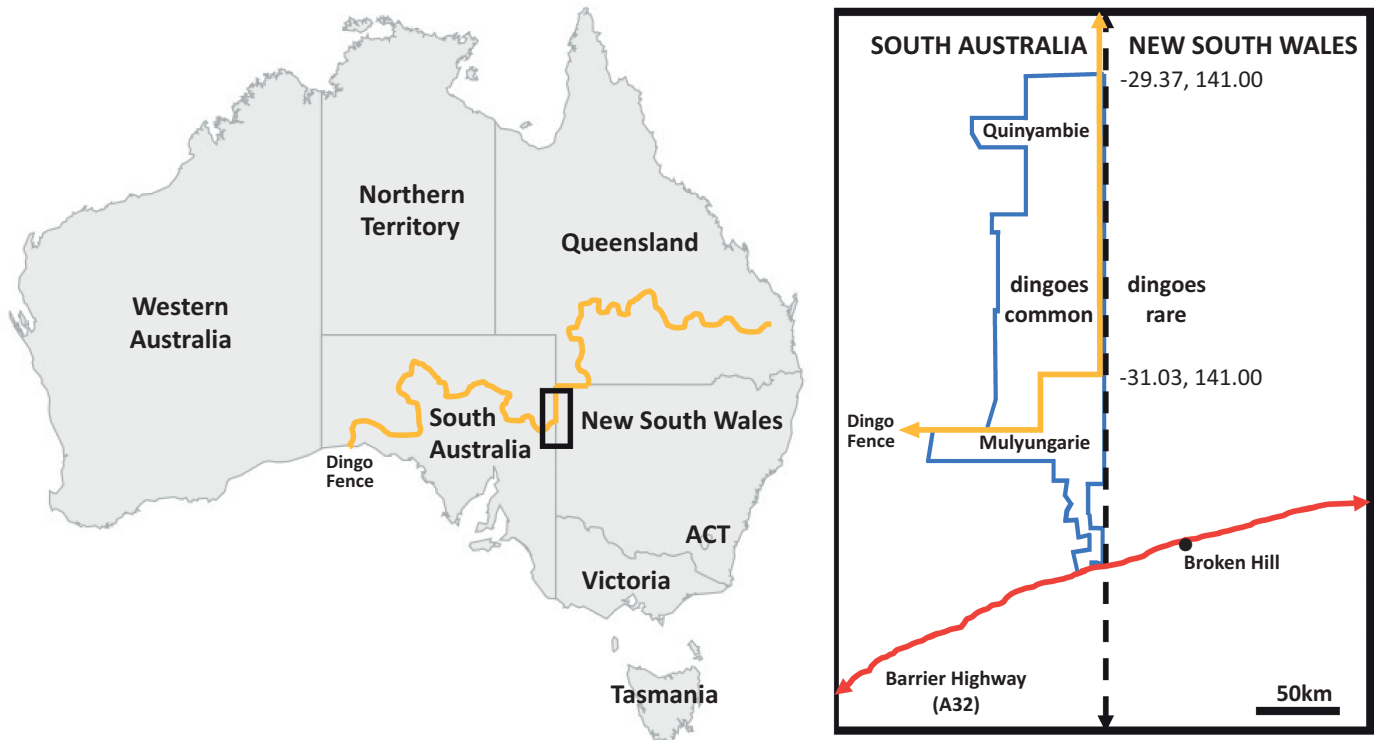 Northern
Territory
Queensland
Western
Australia
South
Australia
New South Wales
Dingo
Fence
ACT
Victoria
Tasmania
SOUTH AUSTRALIA
NEW SOUTH WALES
-29.37, 141.00
Quinyambie
dingoes
common
dingoes
rare
-31.03, 141.00
Dingo
Fence
Mulyungarie
Broken Hill
Barrier Highway
(A32)
50km